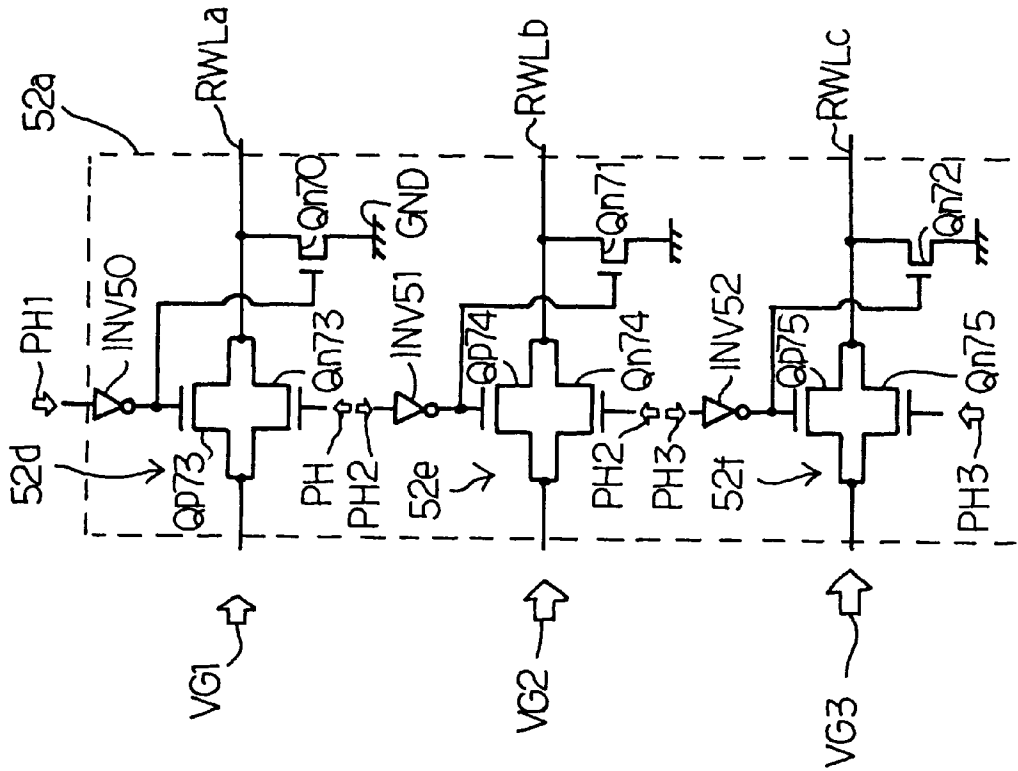 52a
PH1
INV50
RWLa
52d
Qp73
Qn73
Qn70
GND
VG1
PH
PH2
INV51
RWLb
52e
Qp74
Qn74
Qn71
VG2
PH2
PH3
INV52
RWLc
52f
Qp75
Qn75
Qn72
VG3
PH3